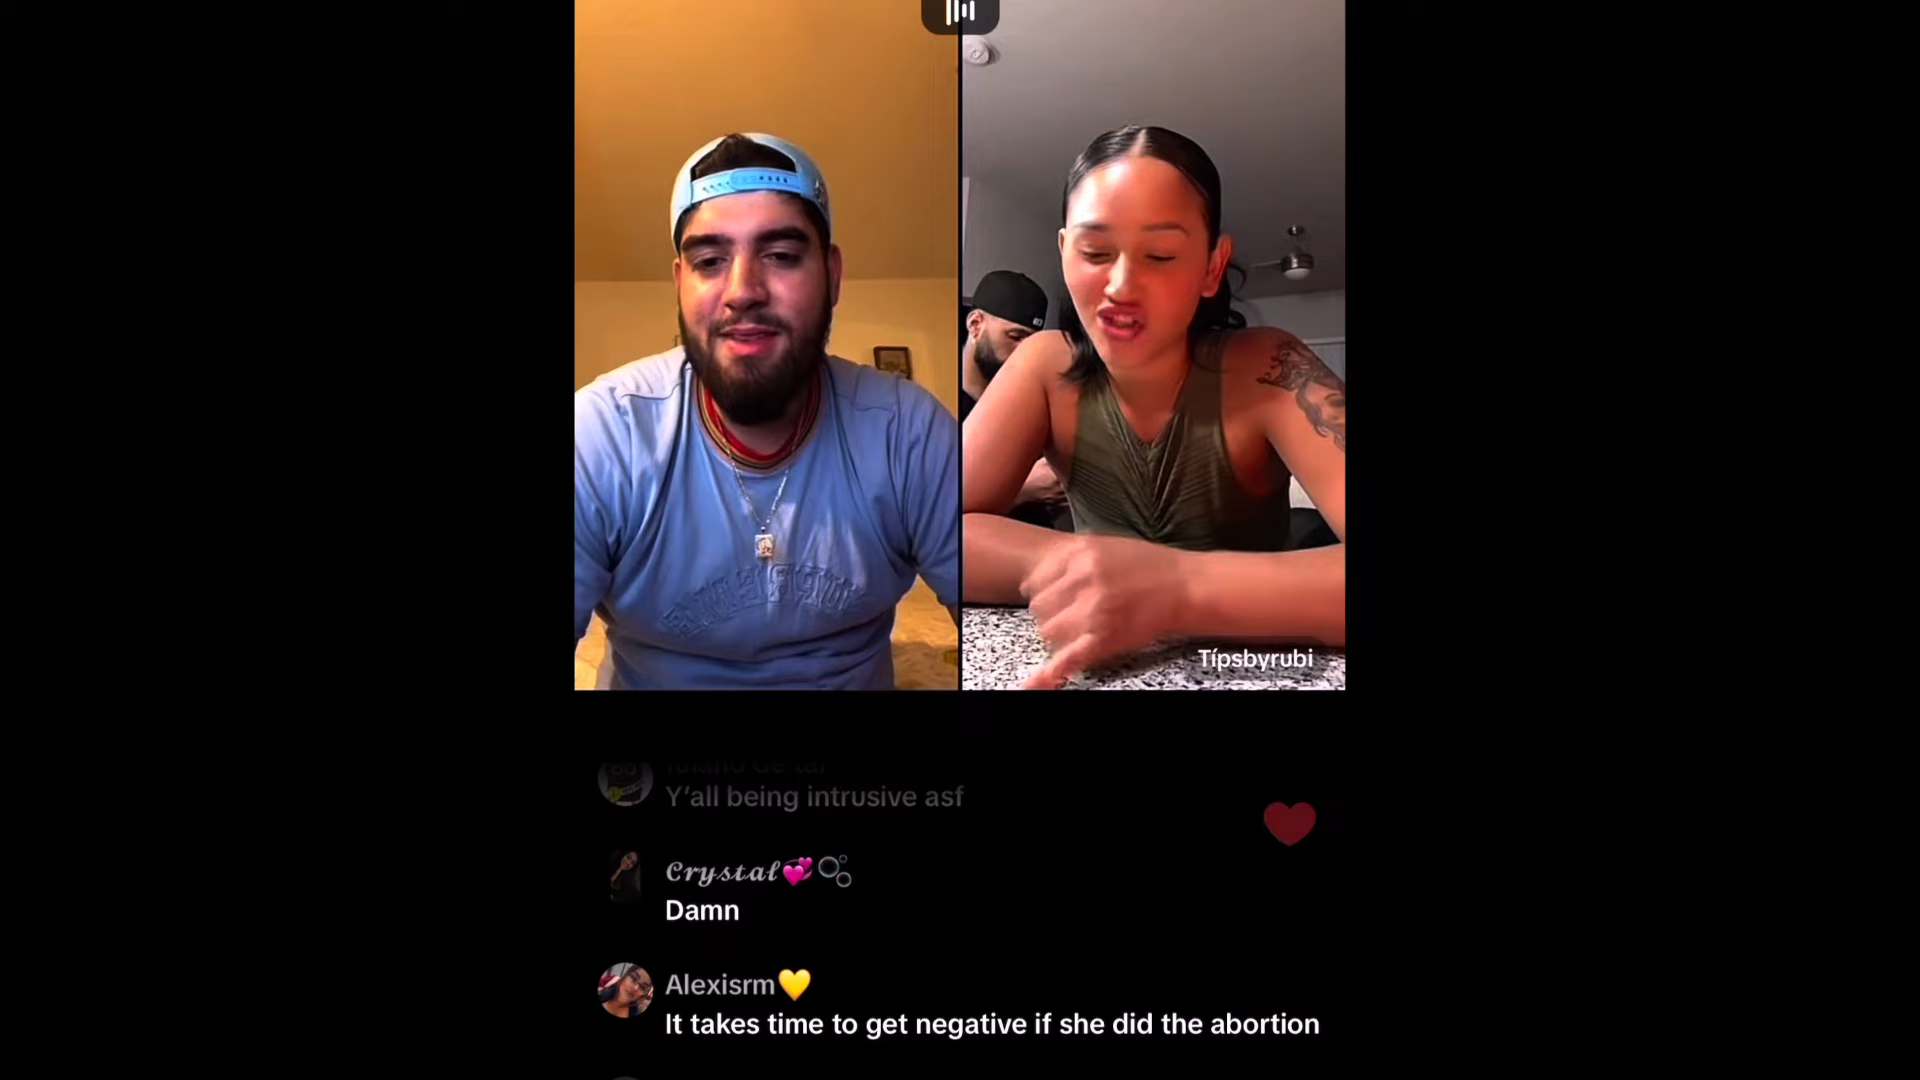 Típsbyrubi
Y'all being intrusive asf
Crystal💞🫧
Damn
Alexisrm💛
It takes time to get negative if she did the abortion